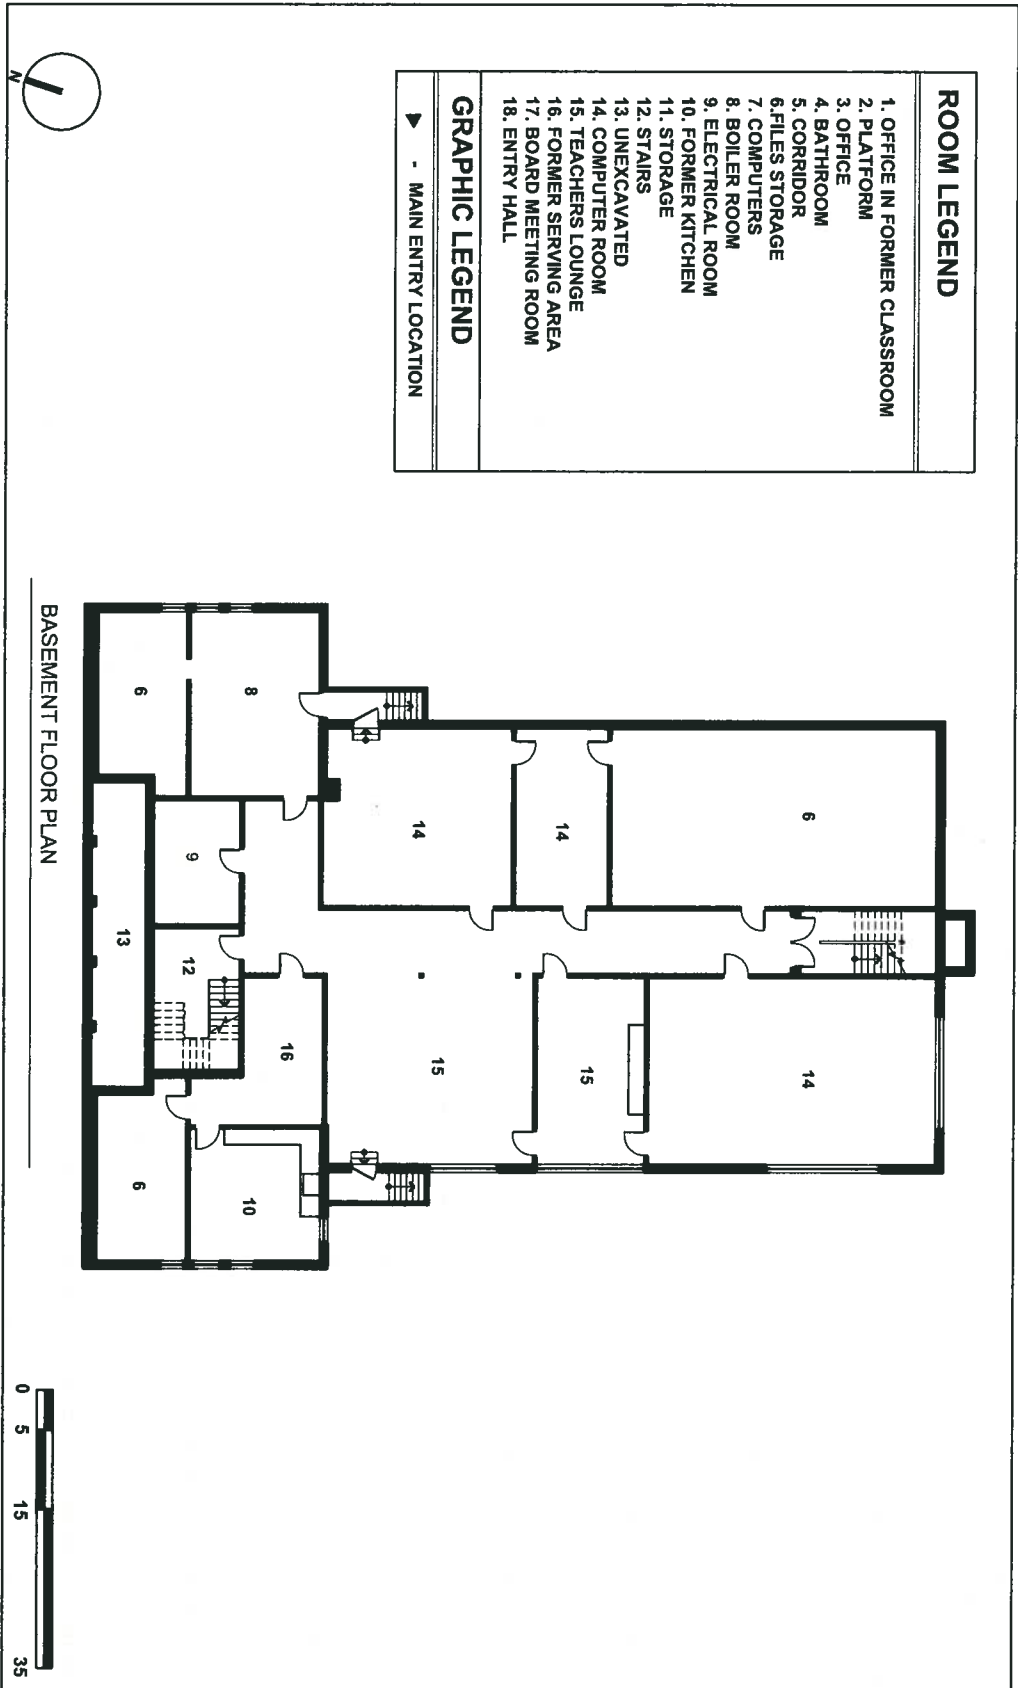 ROOM LEGEND
1. OFFICE IN FORMER CLASSROOM
2. PLATFORM
3. OFFICE
4. BATHROOM
5. CORRIDOR
6.FILES STORAGE
7. COMPUTERS
8. BOILER ROOM
9. ELECTRICAL ROOM
10. FORMER KITCHEN
11. STORAGE
12. STAIRS
13. UNEXCAVATED
14. COMPUTER ROOM
15. TEACHERS LOUNGE
16. FORMER SERVING AREA
17. BOARD MEETING ROOM
18. ENTRY HALL
GRAPHIC LEGEND
- MAIN ENTRY LOCATION
N
6
14
14
14
15
15
8
6
9
12
16
13
10
6
BASEMENT FLOOR PLAN
0 5 15 35